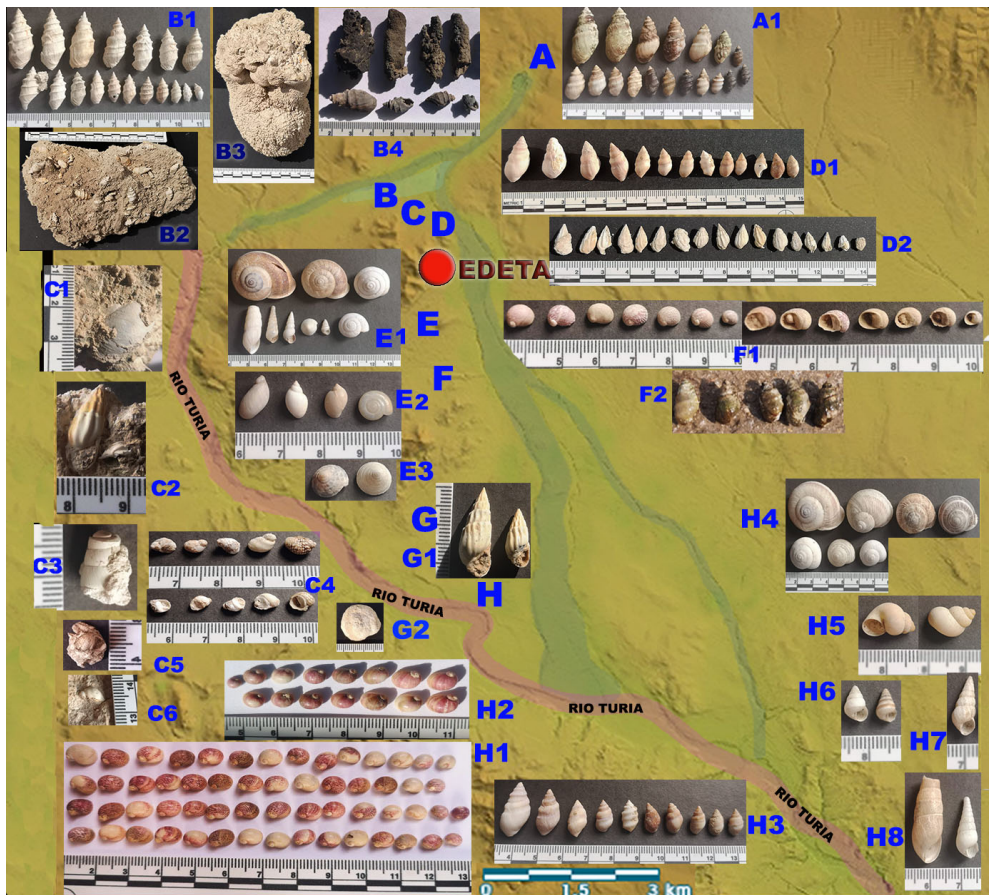 B1
A1
A
B3
B4
B2
B
C
D
D1
D2
EDETA
C1
E1
E
F1
F
F2
E2
E3
C2
RIO TURIA
G
G1
H4
C3
C4
H
RIO TURIA
G2
H5
C5
C6
H2
RIO TURIA
H6
H7
H1
H3
RIO TURIA
H8
0 1.5 3 km